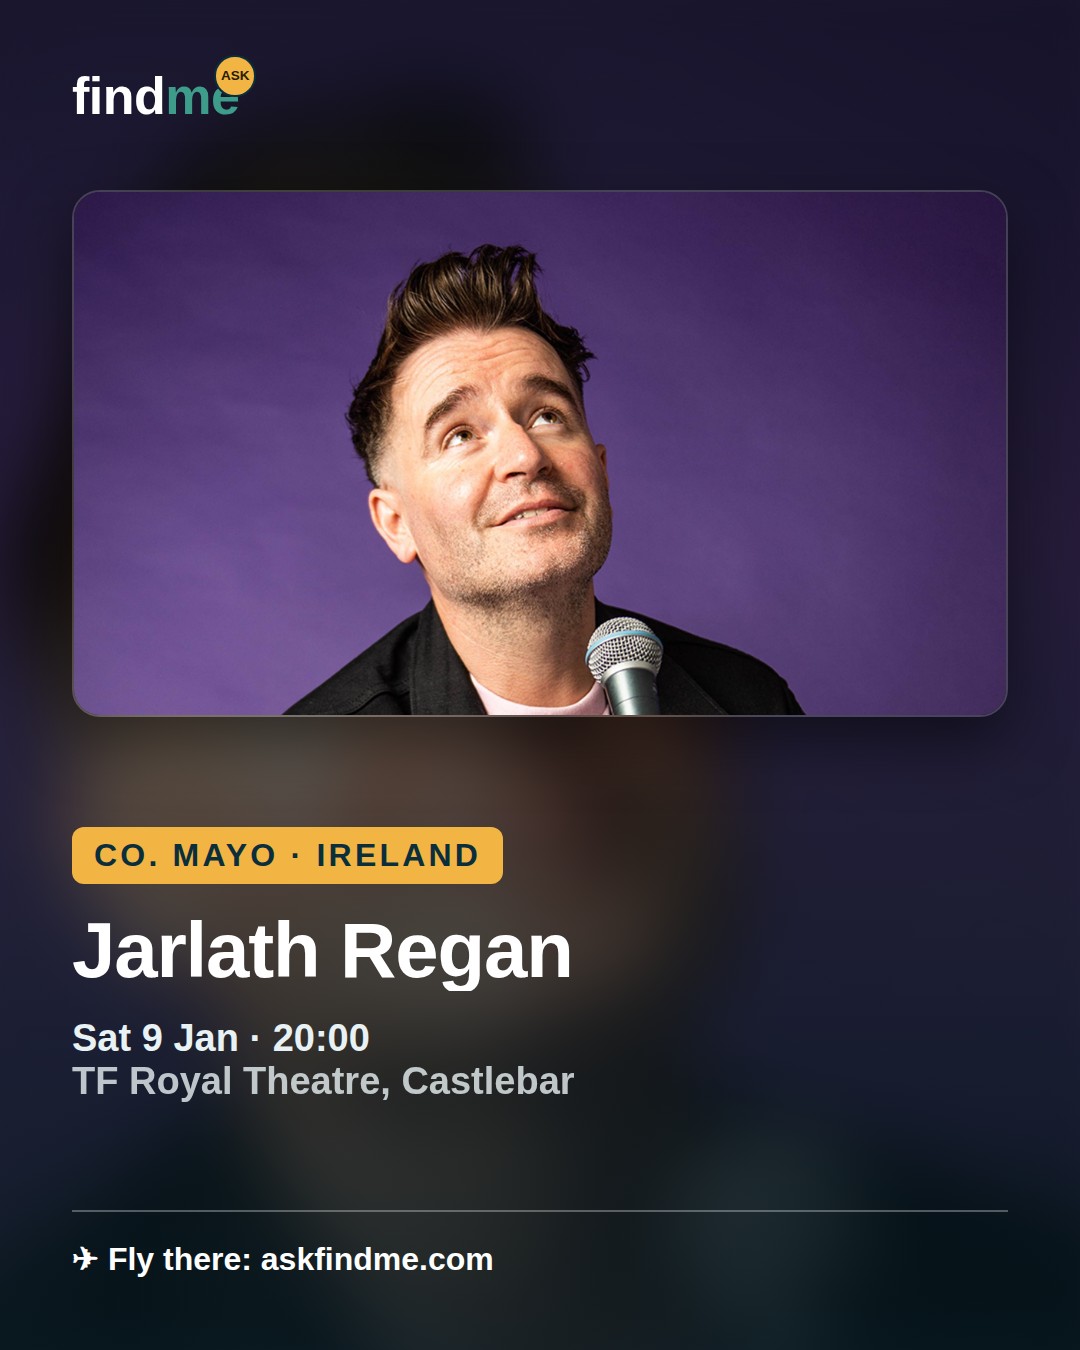 findme
ASK
CO. MAYO · IRELAND
Jarlath Regan
Sat 9 Jan · 20:00
TF Royal Theatre, Castlebar
✈ Fly there: askfindme.com